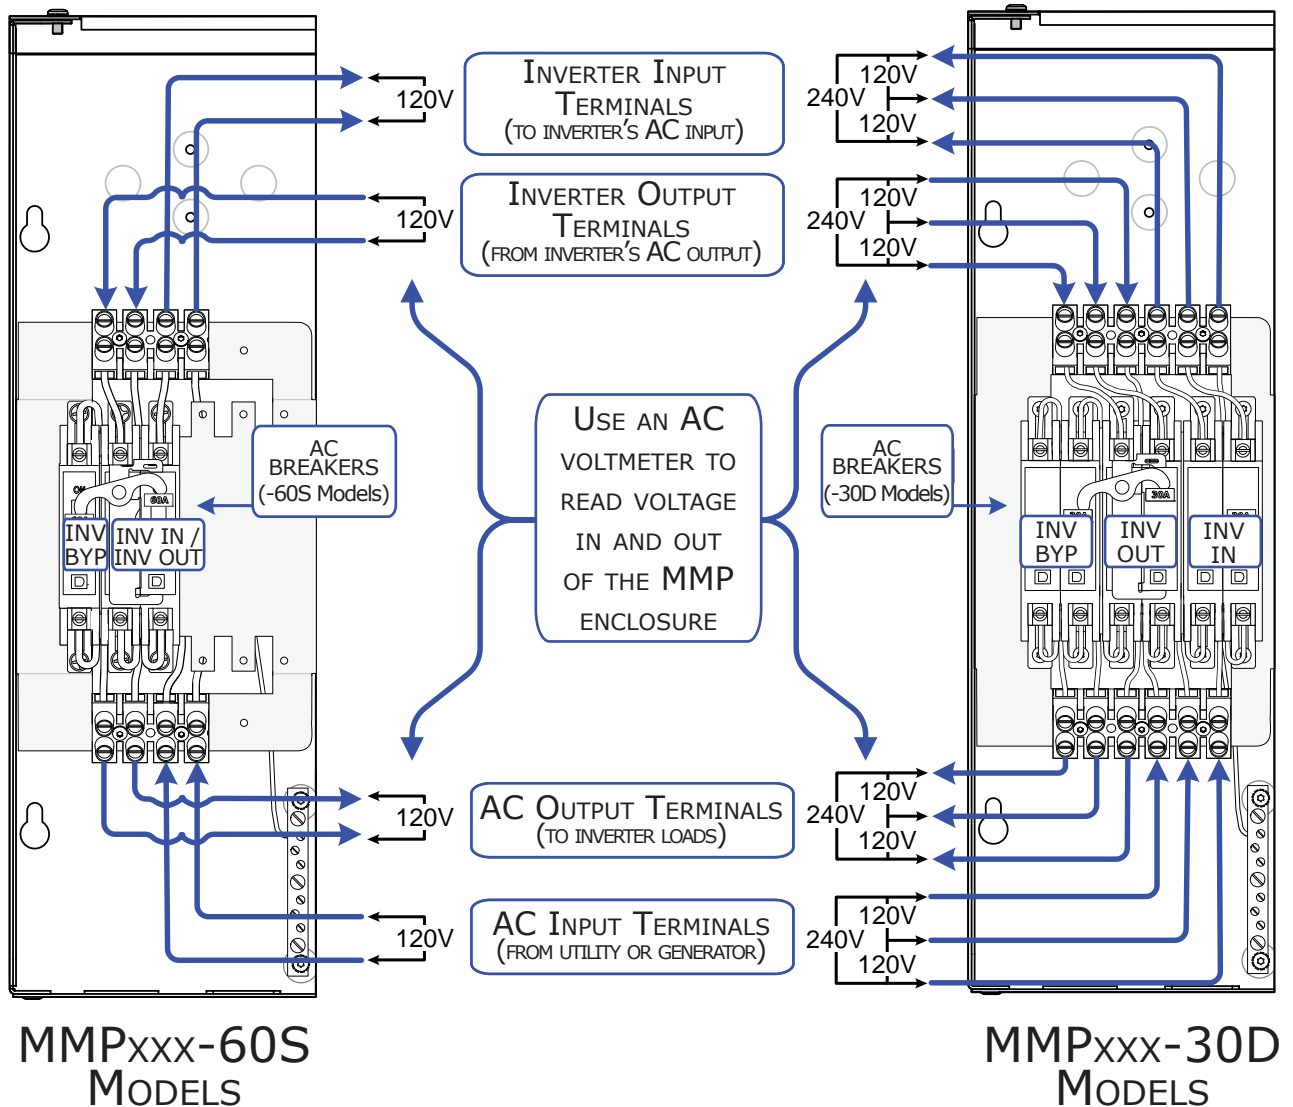 INVERTER INPUT
TERMINALS
(TO INVERTER'S AC INPUT)
120V
120V
240V
120V
INVERTER OUTPUT
TERMINALS
(FROM INVERTER'S AC OUTPUT)
120V
120V
240V
120V
USE AN AC
VOLTMETER TO
READ VOLTAGE
IN AND OUT
OF THE MMP
ENCLOSURE
AC
BREAKERS
(-60S Models)
AC
BREAKERS
(-30D Models)
ON
60A
INV
BYP
INV IN /
INV OUT
30A
INV
BYP
INV
OUT
INV
IN
AC OUTPUT TERMINALS
(TO INVERTER LOADS)
120V
120V
240V
120V
AC INPUT TERMINALS
(FROM UTILITY OR GENERATOR)
120V
120V
240V
120V
MMPXXX-60S
MODELS
MMPXXX-30D
MODELS